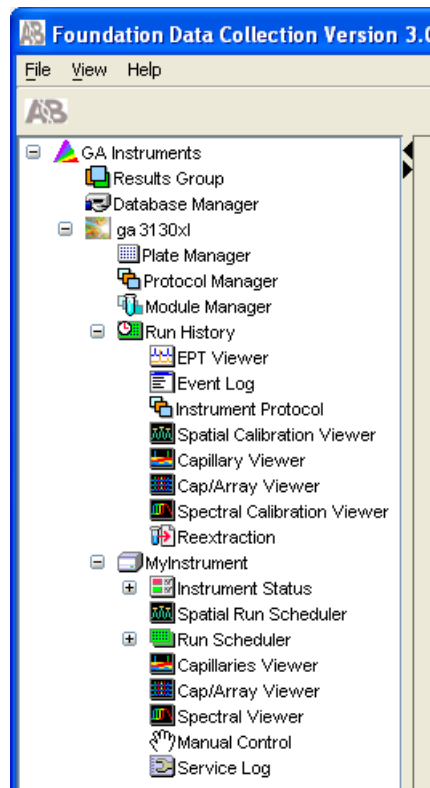 Foundation Data Collection Version 3.0
File View Help
AB
GA Instruments
Results Group
Database Manager
ga 3130xl
Plate Manager
Protocol Manager
Module Manager
Run History
EPT Viewer
Event Log
Instrument Protocol
Spatial Calibration Viewer
Capillary Viewer
Cap/Array Viewer
Spectral Calibration Viewer
Reextraction
MyInstrument
Instrument Status
Spatial Run Scheduler
Run Scheduler
Capillaries Viewer
Cap/Array Viewer
Spectral Viewer
Manual Control
Service Log